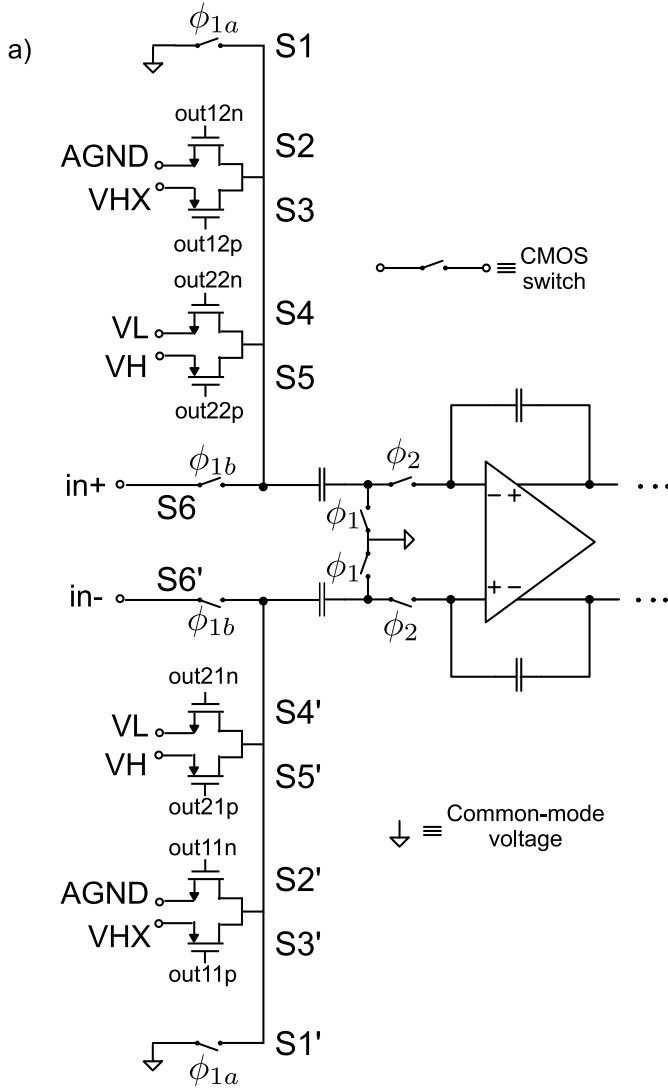 a)
ϕ1a
S1
out12n
AGND
S2
VHX
S3
out12p
CMOS
switch
≡
out22n
VL
S4
VH
S5
out22p
ϕ1b
ϕ2
in+
S6
− +
...
ϕ1
ϕ1
S6'
in-
ϕ1b
ϕ2
+ −
...
out21n
VL
S4'
VH
S5'
out21p
≡
Common-mode
voltage
out11n
AGND
S2'
VHX
S3'
out11p
S1'
ϕ1a